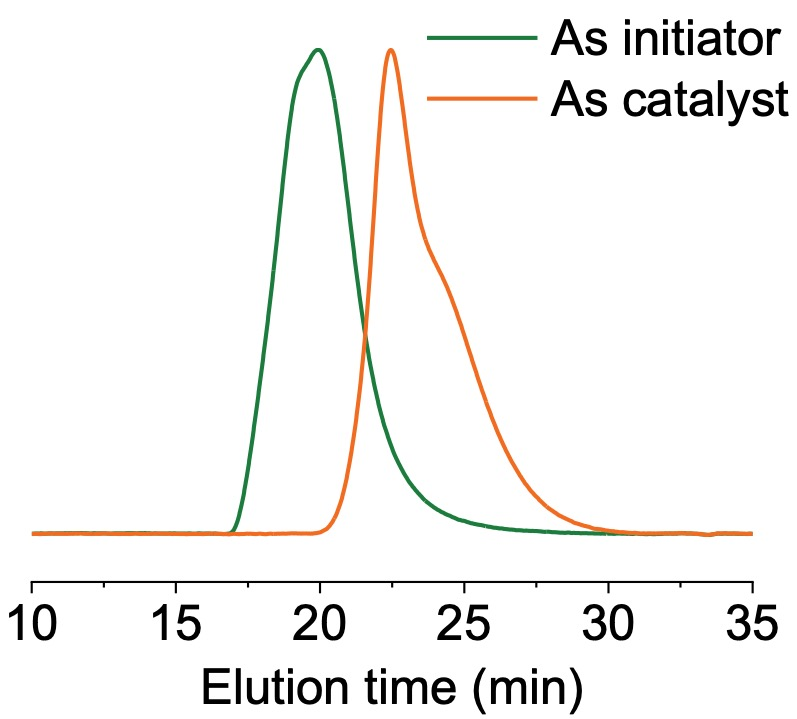 As initiator
As catalyst
10 15 20 25 30 35
Elution time (min)